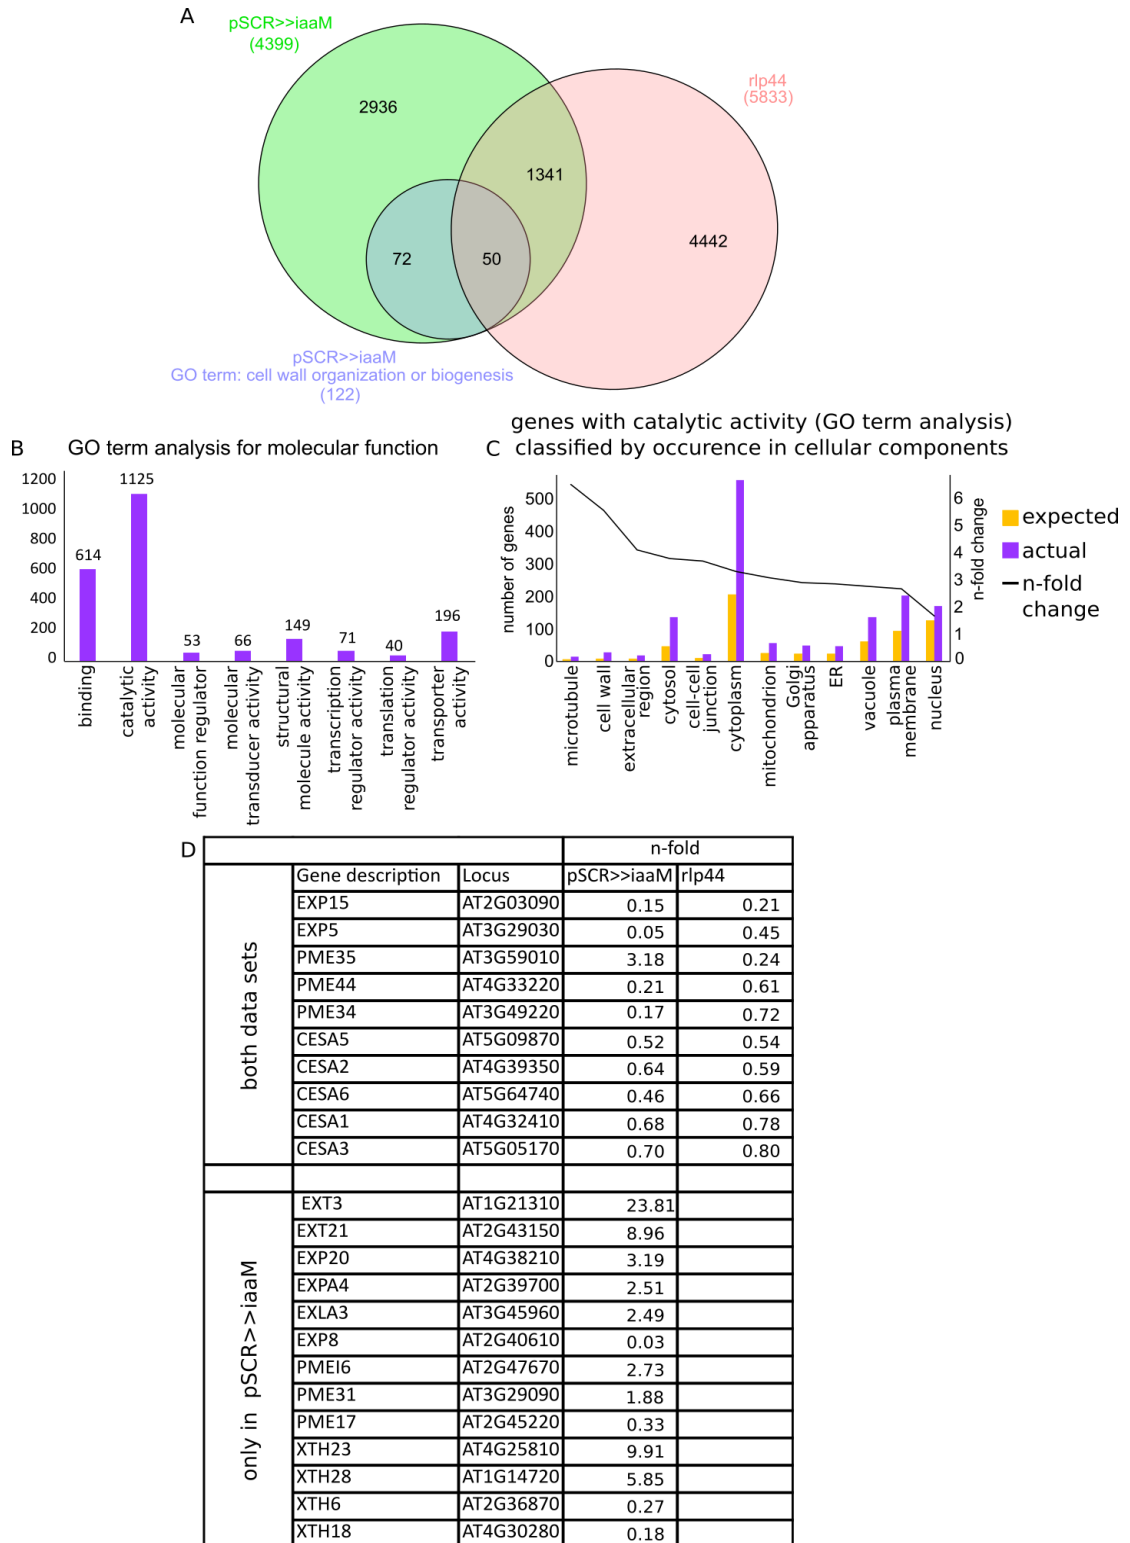 A
pSCR>>iaaM
(4399)
rlp44
(5833)
2936
1341
4442
72
50
pSCR>>iaaM
GO term: cell wall organization or biogenesis
(122)
B
GO term analysis for molecular function
1200
1000
800
600
400
200
0
614
1125
53
66
149
71
40
196
binding
catalytic
activity
molecular
function regulator
molecular
transducer activity
structural
molecule activity
transcription
regulator activity
translation
regulator activity
transporter
activity
C
genes with catalytic activity (GO term analysis)
classified by occurence in cellular components
number of genes
500
400
300
200
100
0
6
5
4
3
2
1
0
n-fold change
expected
actual
n-fold
change
microtubule
cell wall
extracellular
region
cytosol
cell-cell
junction
cytoplasm
mitochondrion
Golgi
apparatus
ER
vacuole
plasma
membrane
nucleus
D
n-fold
Gene description Locus pSCR>>iaaM rlp44
both data sets
EXP15 AT2G03090 0.15 0.21
EXP5 AT3G29030 0.05 0.45
PME35 AT3G59010 3.18 0.24
PME44 AT4G33220 0.21 0.61
PME34 AT3G49220 0.17 0.72
CESA5 AT5G09870 0.52 0.54
CESA2 AT4G39350 0.64 0.59
CESA6 AT5G64740 0.46 0.66
CESA1 AT4G32410 0.68 0.78
CESA3 AT5G05170 0.70 0.80
only in pSCR>>iaaM
EXT3 AT1G21310 23.81
EXT21 AT2G43150 8.96
EXP20 AT4G38210 3.19
EXPA4 AT2G39700 2.51
EXLA3 AT3G45960 2.49
EXP8 AT2G40610 0.03
PMEI6 AT2G47670 2.73
PME31 AT3G29090 1.88
PME17 AT2G45220 0.33
XTH23 AT4G25810 9.91
XTH28 AT1G14720 5.85
XTH6 AT2G36870 0.27
XTH18 AT4G30280 0.18